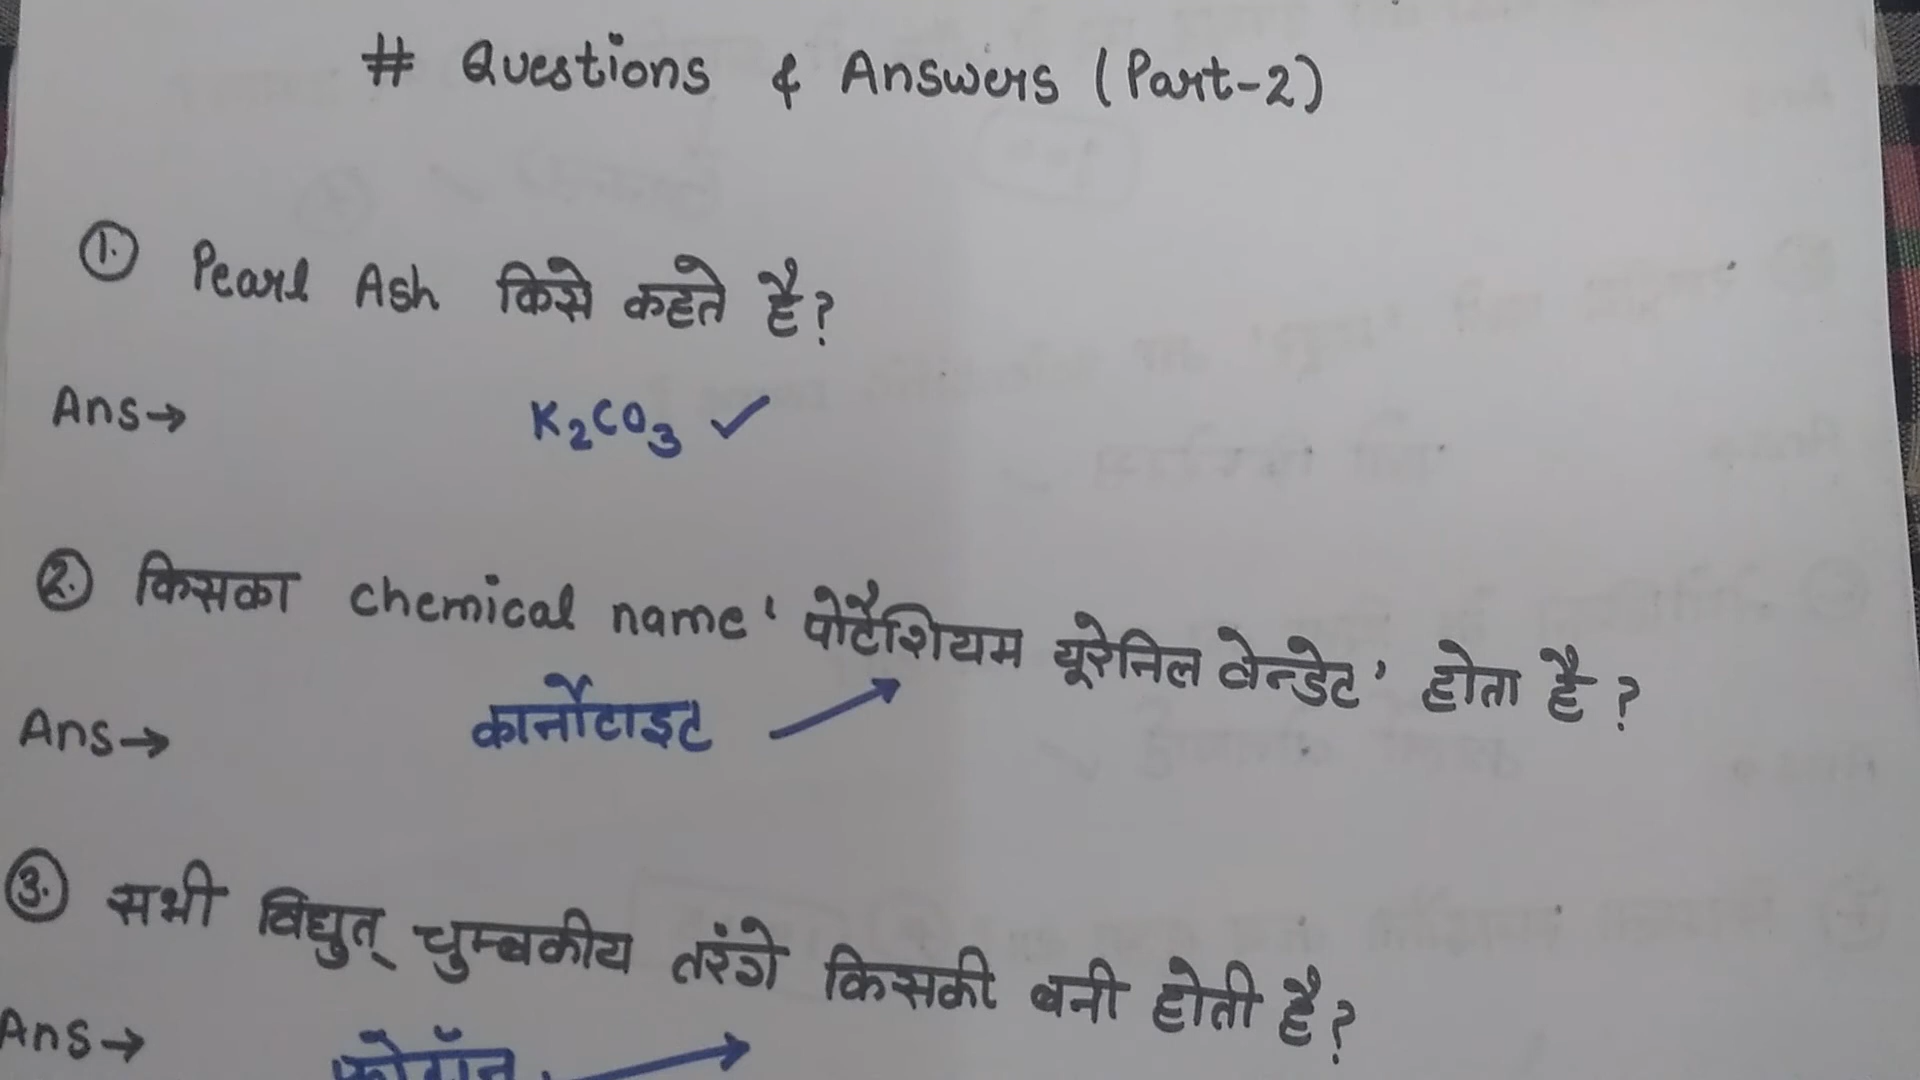 # Questions & Answers (Part-2)
1. Pearl Ash किसे कहते है?
Ans→ K₂CO₃ ✓
2. किसका chemical name 'पोटैशियम यूरेनिल वेन्डेट' होता है?
Ans→ कार्नोटाइट
3. सभी विद्युत् चुम्बकीय तरंगे किसकी बनी होती है?
Ans→ फोटॉन